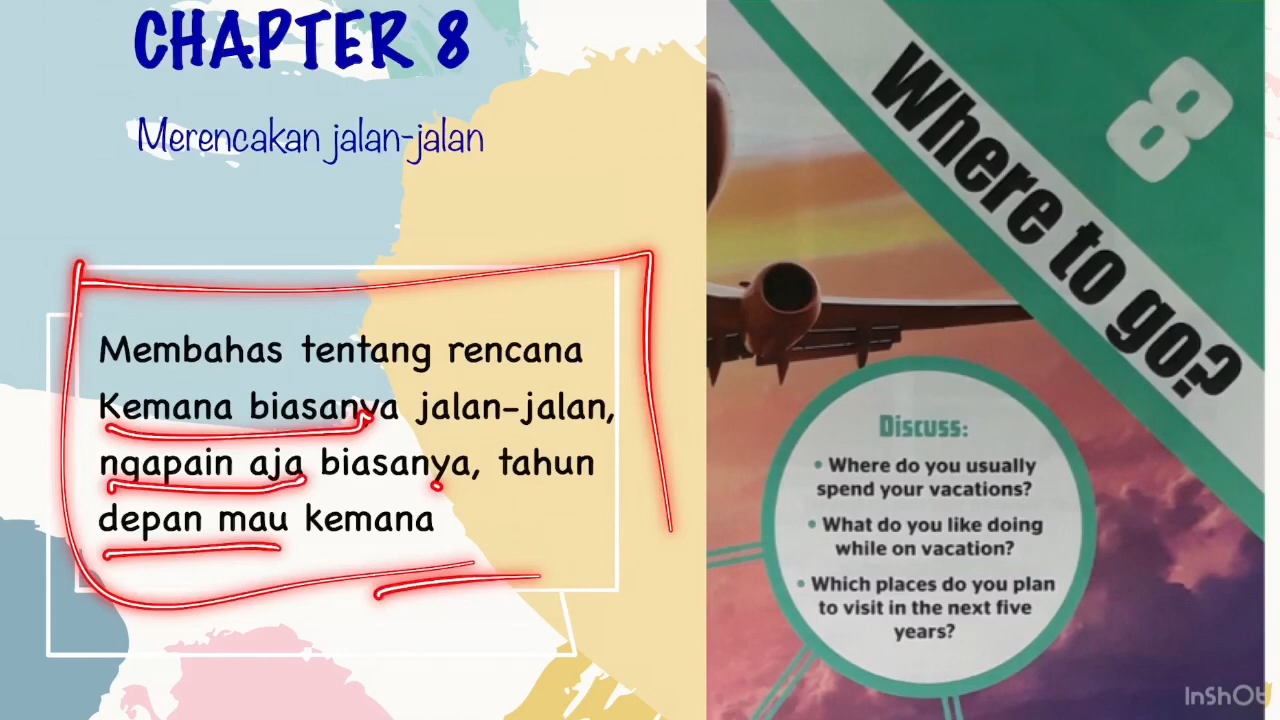 CHAPTER 8
Merencakan jalan-jalan
Membahas tentang rencana
Kemana biasanya jalan-jalan,
ngapain aja biasanya, tahun
depan mau kemana
8
Where to go?
Discuss:
• Where do you usually
spend your vacations?
• What do you like doing
while on vacation?
• Which places do you plan
to visit in the next five
years?
InShOt